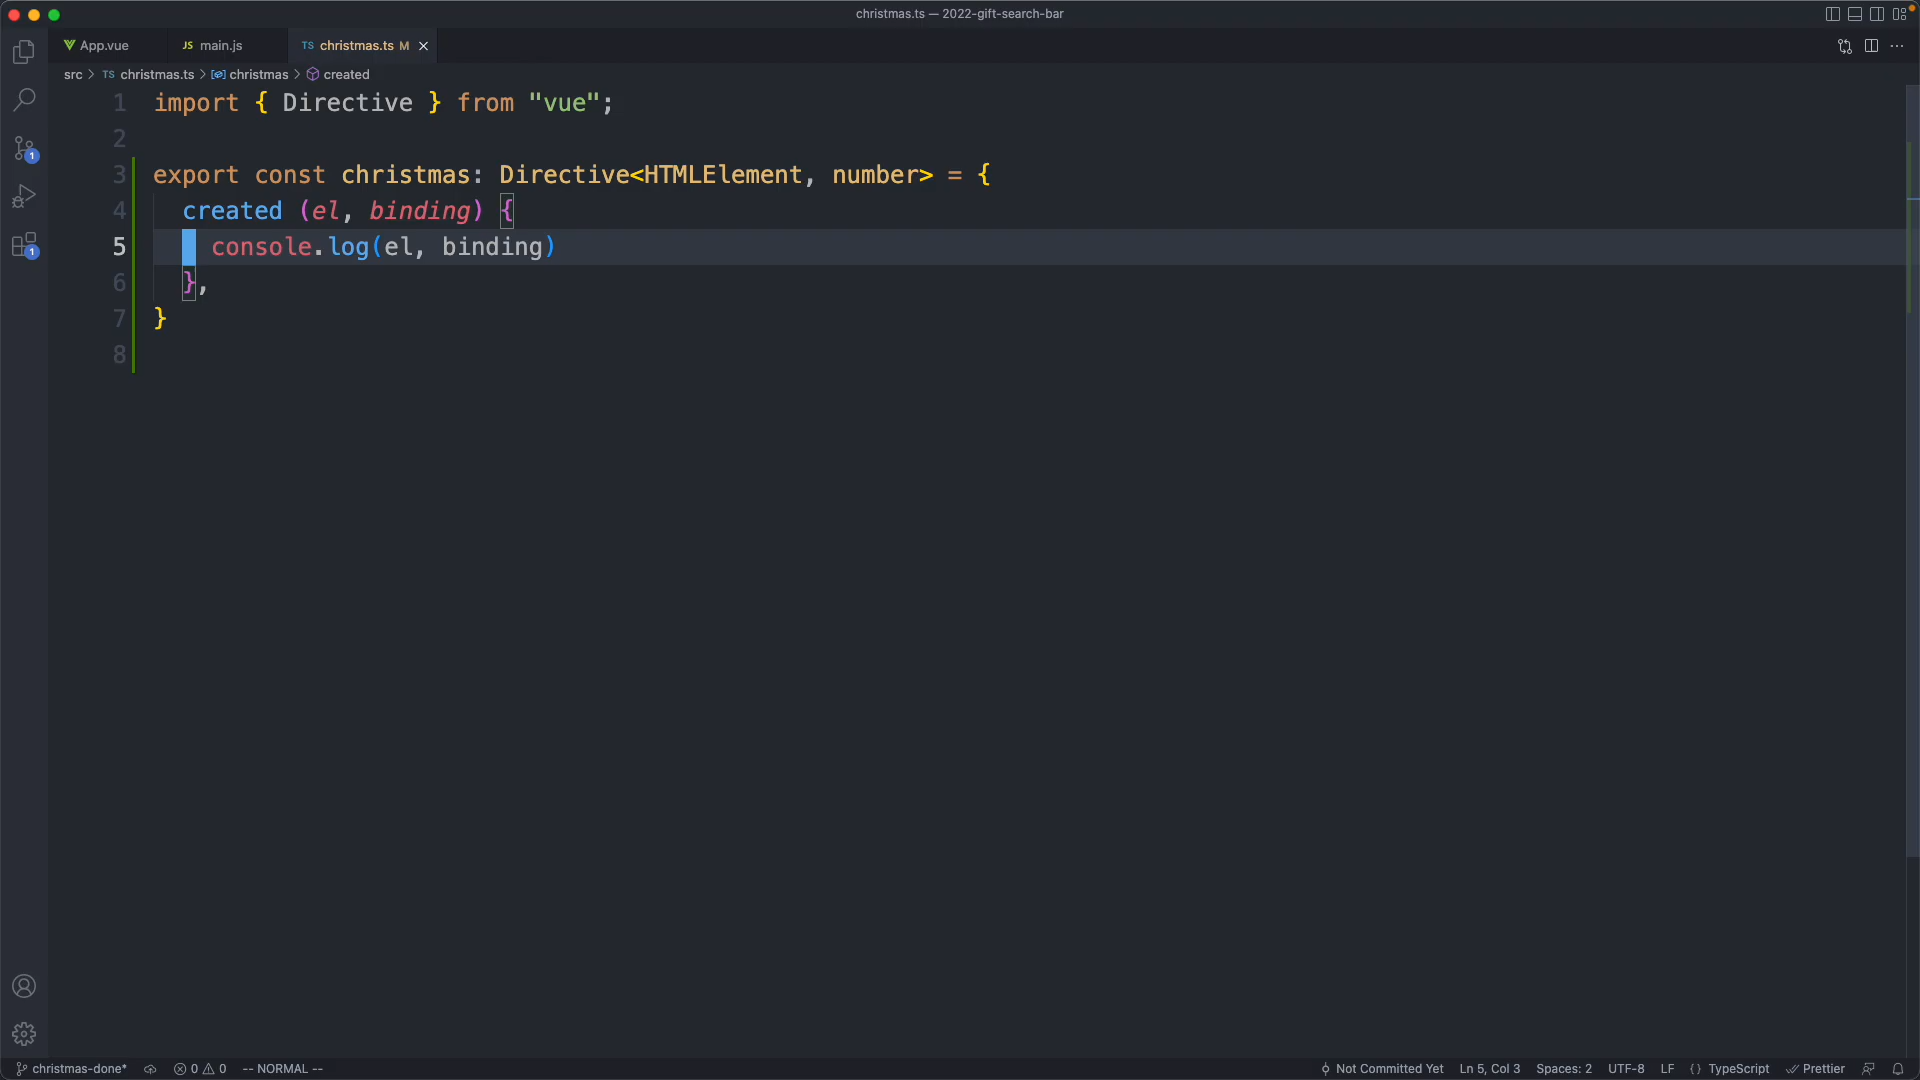 christmas.ts — 2022-gift-search-bar
App.vue JS main.js TS christmas.ts M
src > TS christmas.ts > christmas > created
1 import { Directive } from "vue";
2
3 export const christmas: Directive<HTMLElement, number> = {
4 created (el, binding) {
5 console.log(el, binding)
6 },
7 }
8
1
1
christmas-done* 0 0 -- NORMAL -- Not Committed Yet Ln 5, Col 3 Spaces: 2 UTF-8 LF {} TypeScript Prettier